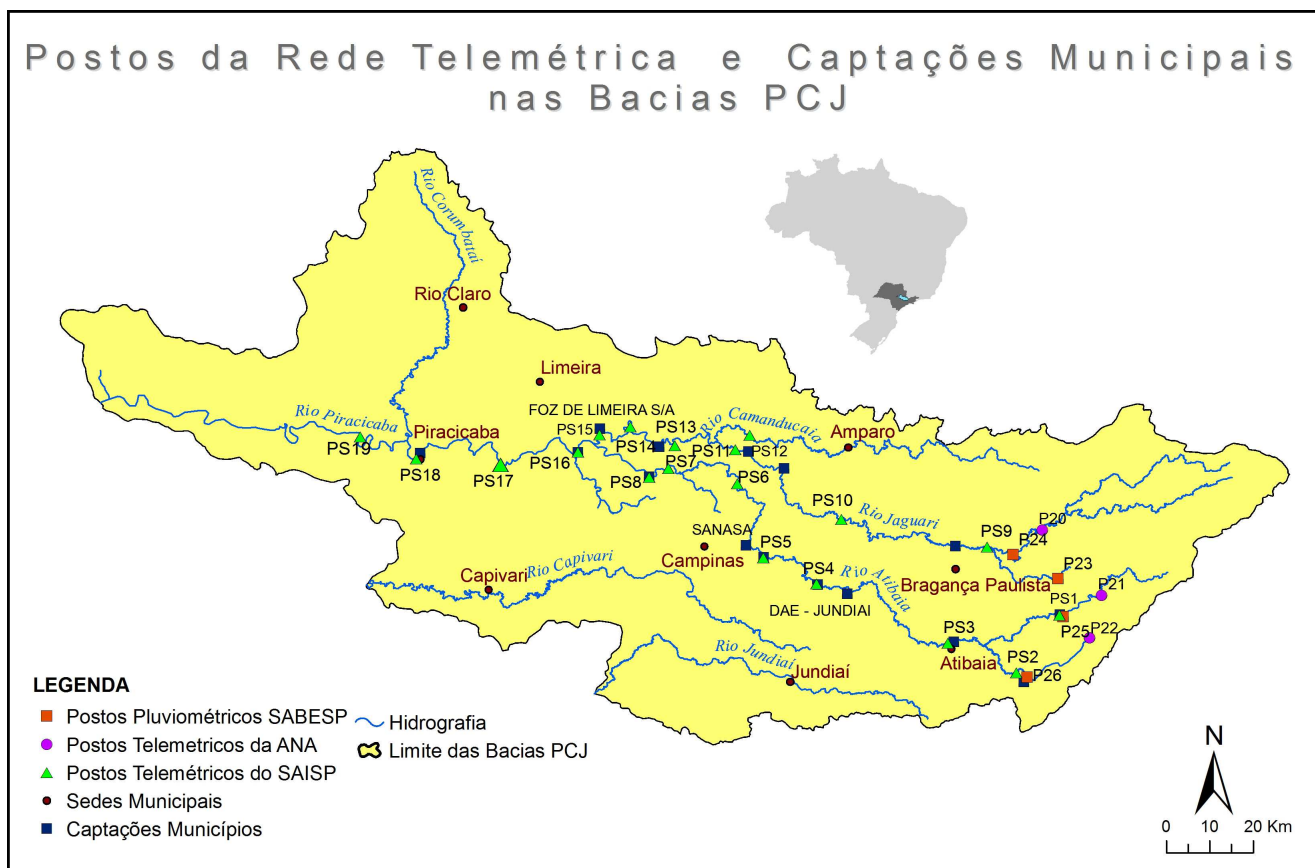 Postos da Rede Telemétrica e Captações Municipais
nas Bacias PCJ
Rio Corumbataí
Rio Claro
Limeira
FOZ DE LIMEIRA S/A
Rio Piracicaba
Piracicaba
PS15
PS13
Rio Camanducaia
Amparo
PS19
PS18
PS17
PS16
PS14
PS7
PS11
PS12
PS8
PS6
PS10
Rio Jaguari
P20
PS9
P24
SANASA
Campinas
PS5
PS4
Rio Atibaia
Bragança Paulista
P23
P21
Capivari
Rio Capivari
DAE - JUNDIAI
PS1
P25
P22
PS3
Atibaia
PS2
P26
Rio Jundiaí
Jundiaí
LEGENDA
Postos Pluviométricos SABESP
Hidrografia
Postos Telemetricos da ANA
Limite das Bacias PCJ
Postos Telemétricos do SAISP
Sedes Municipais
Captações Municípios
N
0 10 20 Km